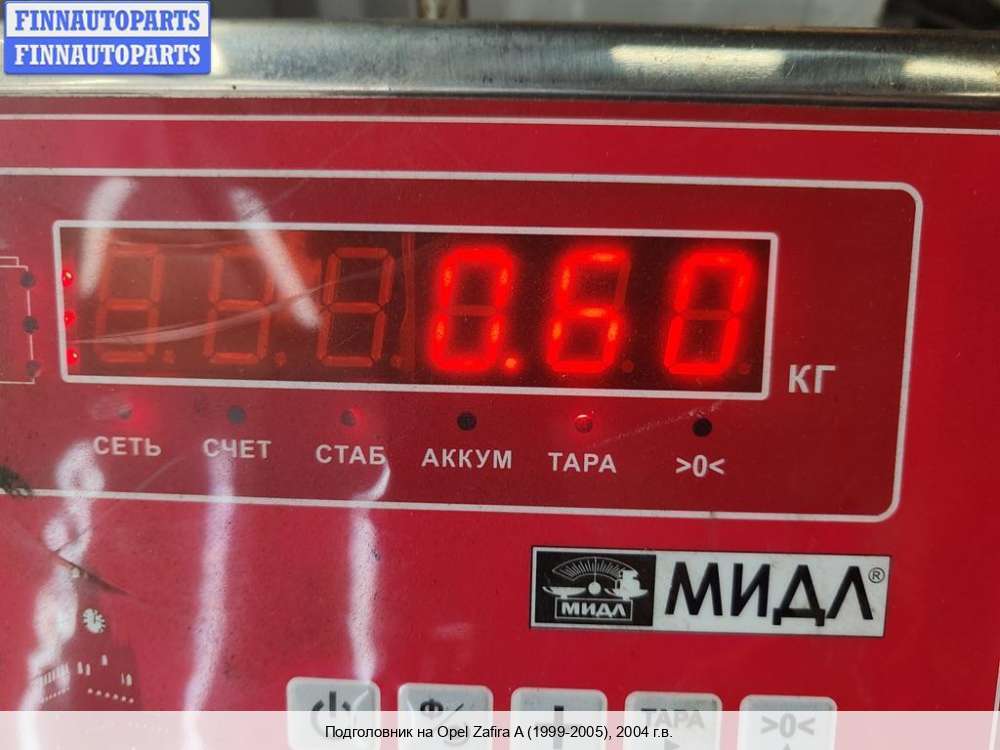 FINNAUTOPARTS
FINNAUTOPARTS
0.60
КГ
СЕТЬ СЧЕТ СТАБ АККУМ ТАРА >0<
МИДЛ
МИДЛ®
ТАРА >0<
Подголовник на Opel Zafira A (1999-2005), 2004 г.в.